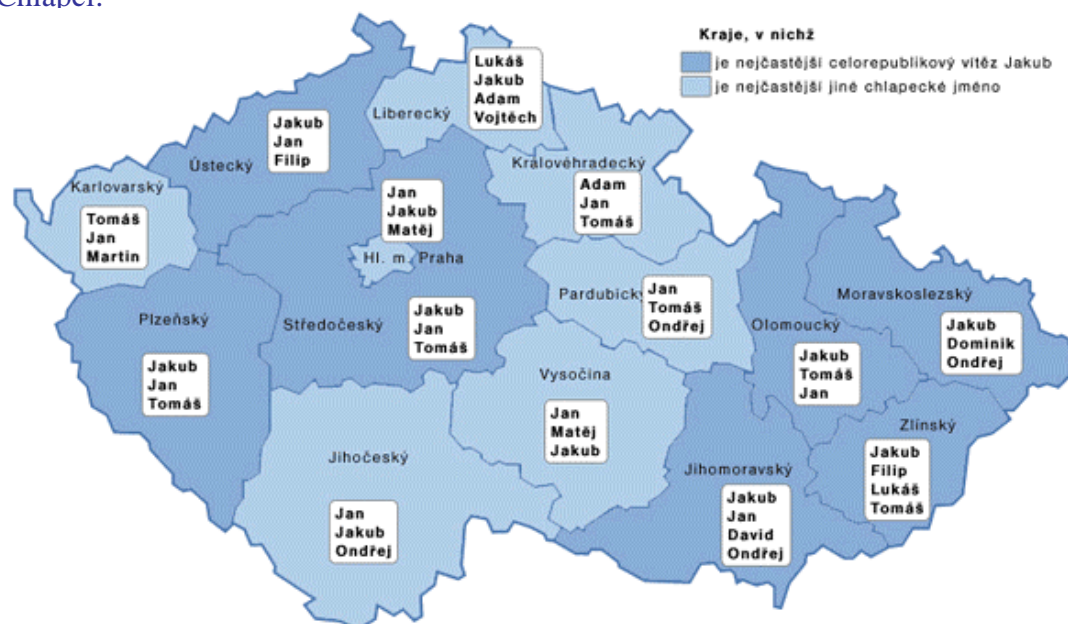 Chlapci:
Kraje, v nichž
je nejčastější celorepublikový vítěz Jakub
je nejčastější jiné chlapecké jméno
Liberecký
Lukáš
Jakub
Adam
Vojtěch
Ústecký
Jakub
Jan
Filip
Královéhradecký
Adam
Jan
Tomáš
Karlovarský
Tomáš
Jan
Martin
Jan
Jakub
Matěj
Hl. m. Praha
Pardubický
Jan
Tomáš
Ondřej
Moravskoslezský
Jakub
Dominik
Ondřej
Plzeňský
Jakub
Jan
Tomáš
Středočeský
Jakub
Jan
Tomáš
Olomoucký
Jakub
Tomáš
Jan
Vysočina
Jan
Matěj
Jakub
Zlínský
Jakub
Filip
Lukáš
Tomáš
Jihočeský
Jan
Jakub
Ondřej
Jihomoravský
Jakub
Jan
David
Ondřej